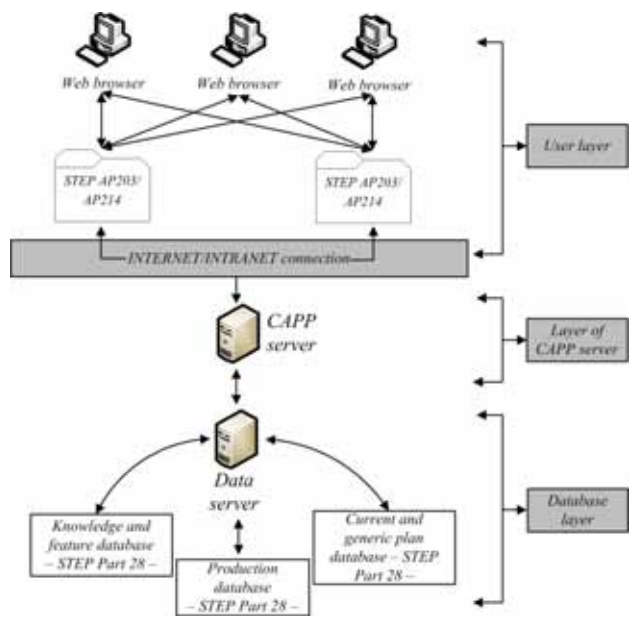 Web browser
Web browser
Web browser
STEP AP203/
AP214
STEP AP203/
AP214
User layer
INTERNET/INTRANET connection
CAPP
server
Layer of
CAPP server
Data
server
Knowledge and
feature database
– STEP Part 28 –
Production
database
– STEP Part 28 –
Current and
generic plan
database – STEP
Part 28 –
Database
layer